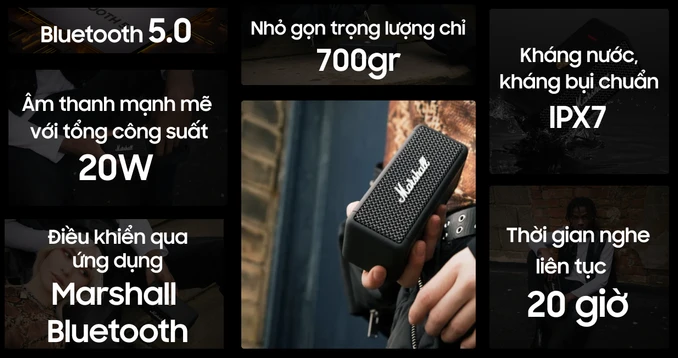 Bluetooth 5.0
Âm thanh mạnh mẽ
với tổng công suất
20W
Điều khiển qua
ứng dụng
Marshall
Bluetooth
Nhỏ gọn trọng lượng chỉ
700gr
Marshall
Kháng nước,
kháng bụi chuẩn
IPX7
Thời gian nghe
liên tục
20 giờ